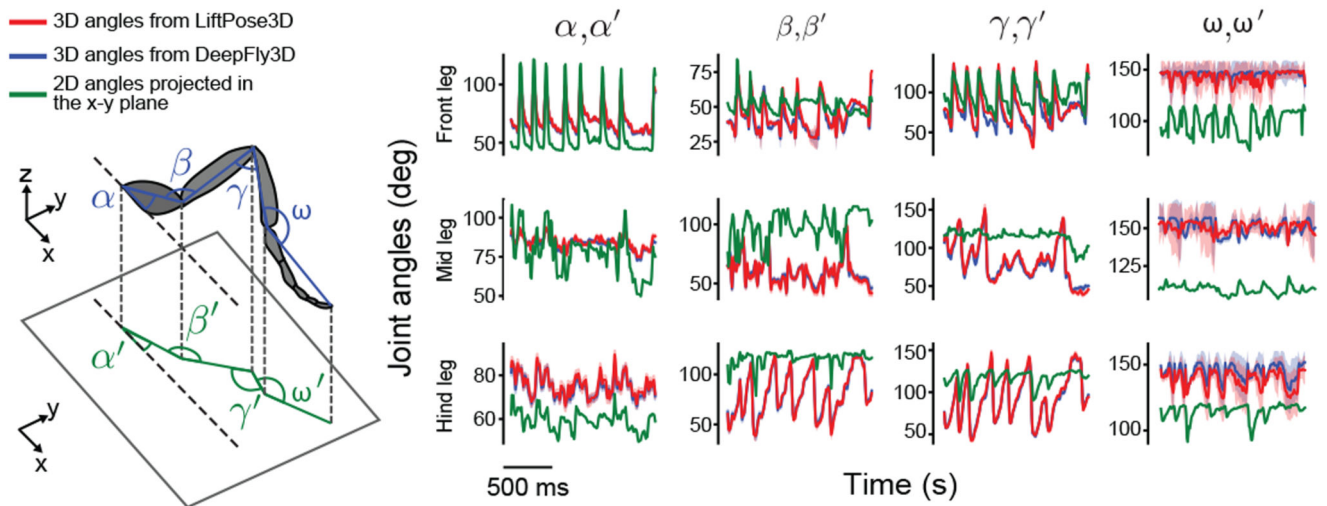 3D angles from LiftPose3D
3D angles from DeepFly3D
2D angles projected in
the x-y plane
z
y
x
α
β
γ
ω
α′
β′
γ′
ω′
y
x
Joint angles (deg)
α,α′
β,β′
γ,γ′
ω,ω′
Front leg
100
50
75
50
25
100
50
150
100
Mid leg
100
75
50
100
50
150
100
50
150
125
Hind leg
80
60
100
50
150
100
50
150
100
500 ms
Time (s)